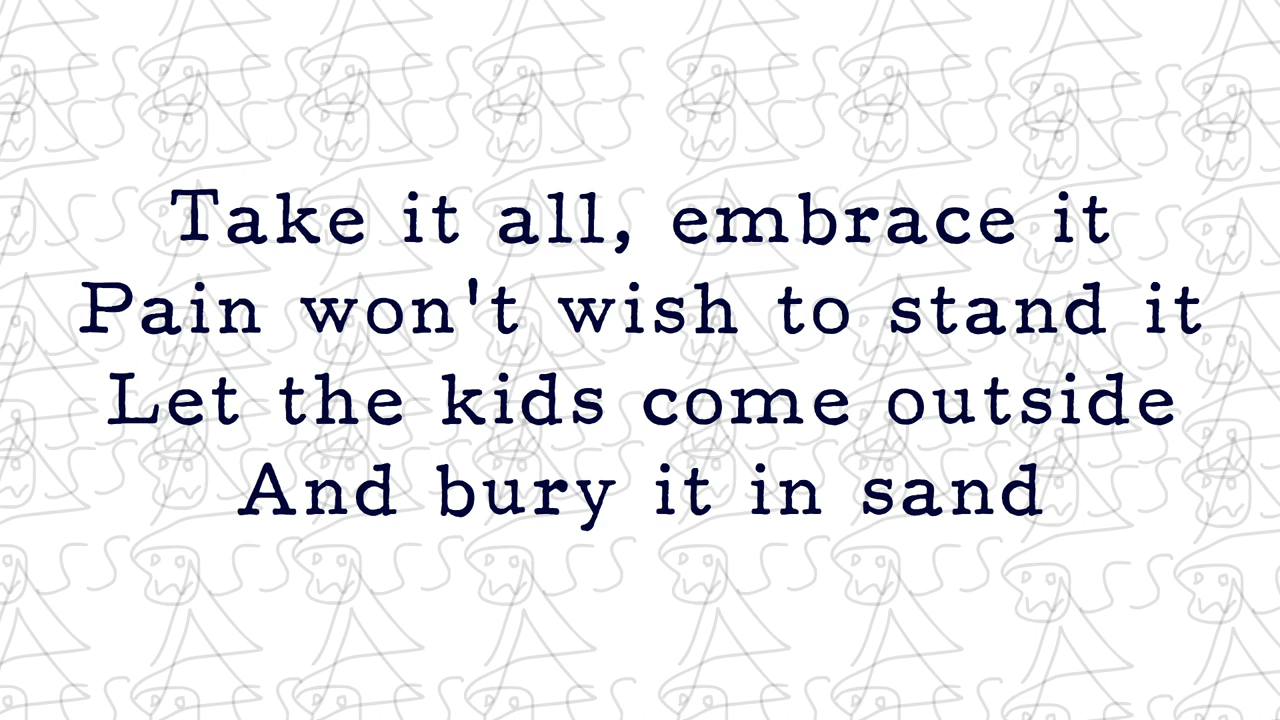 Take it all, embrace it
Pain won't wish to stand it
Let the kids come outside
And bury it in sand